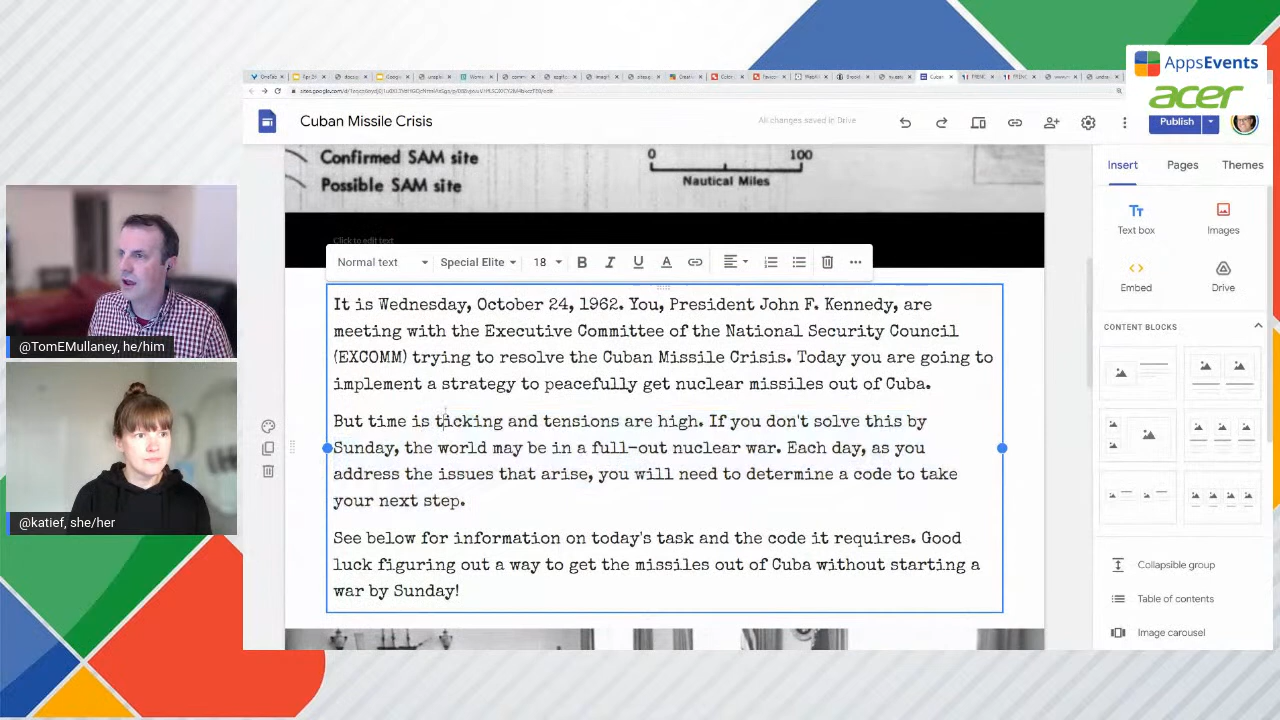 AppsEvents
acer
Cuban Missile Crisis
All changes saved in Drive
Publish
Confirmed SAM site
Possible SAM site
0 100
Nautical Miles
Click to edit text
Normal text Special Elite 18 B I U A
It is Wednesday, October 24, 1962. You, President John F. Kennedy, are
meeting with the Executive Committee of the National Security Council
(EXCOMM) trying to resolve the Cuban Missile Crisis. Today you are going to
implement a strategy to peacefully get nuclear missiles out of Cuba.
But time is ticking and tensions are high. If you don't solve this by
Sunday, the world may be in a full-out nuclear war. Each day, as you
address the issues that arise, you will need to determine a code to take
your next step.
See below for information on today's task and the code it requires. Good
luck figuring out a way to get the missiles out of Cuba without starting a
war by Sunday!
Insert Pages Themes
Tt
Text box Images
Embed Drive
CONTENT BLOCKS
Collapsible group
Table of contents
Image carousel
@TomEMullaney, he/him
@katief, she/her